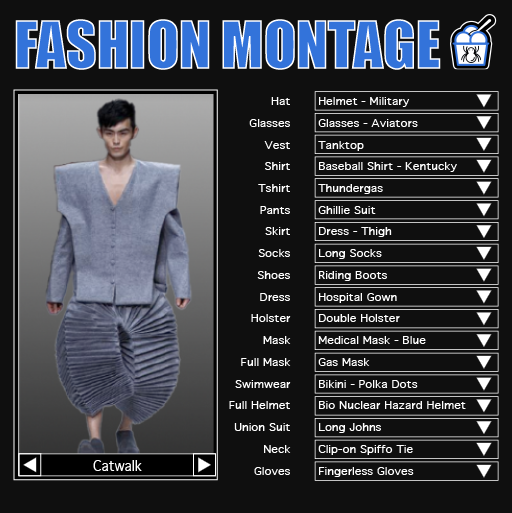 FASHION MONTAGE
Hat Helmet - Military
Glasses Glasses - Aviators
Vest Tanktop
Shirt Baseball Shirt - Kentucky
Tshirt Thundergas
Pants Ghillie Suit
Skirt Dress - Thigh
Socks Long Socks
Shoes Riding Boots
Dress Hospital Gown
Holster Double Holster
Mask Medical Mask - Blue
Full Mask Gas Mask
Swimwear Bikini - Polka Dots
Full Helmet Bio Nuclear Hazard Helmet
Union Suit Long Johns
Neck Clip-on Spiffo Tie
Gloves Fingerless Gloves
Catwalk